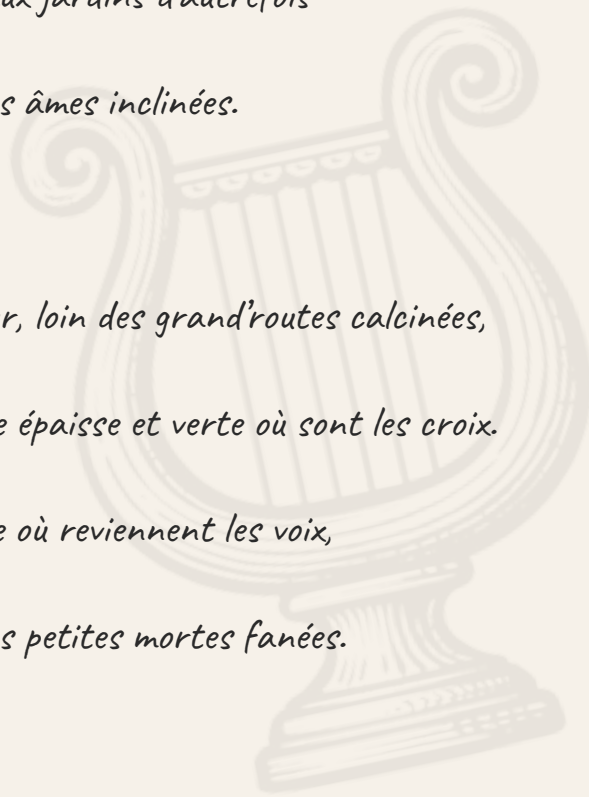 jardins d'autrefois
s âmes inclinées.
r, loin des grand'routes calcinées,
e épaisse et verte où sont les croix.
e où reviennent les voix,
s petites mortes fanées.